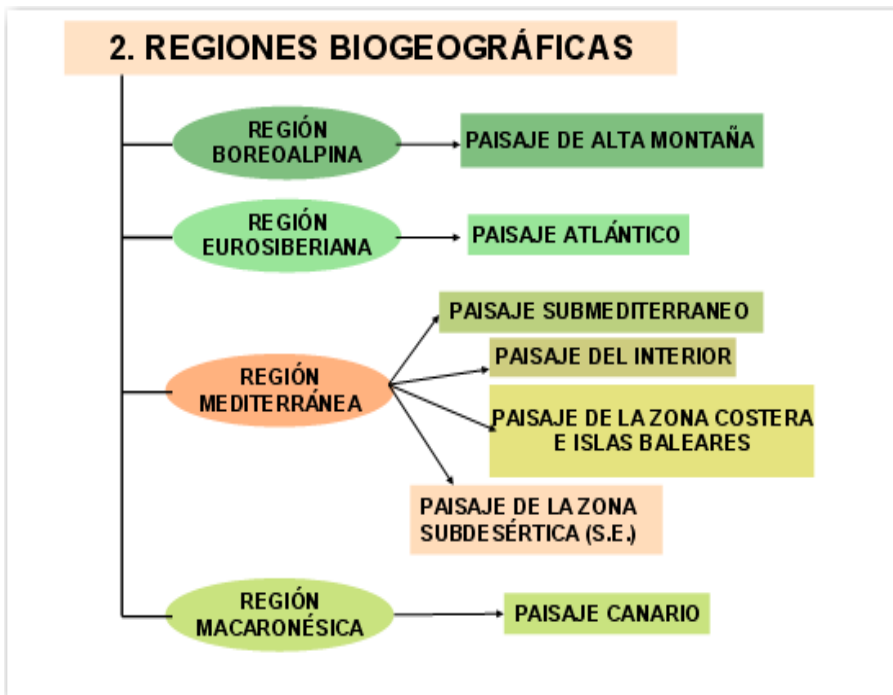 2. REGIONES BIOGEOGRÁFICAS
REGIÓN
BOREOALPINA
PAISAJE DE ALTA MONTAÑA
REGIÓN
EUROSIBERIANA
PAISAJE ATLÁNTICO
REGIÓN
MEDITERRÁNEA
PAISAJE SUBMEDITERRANEO
PAISAJE DEL INTERIOR
PAISAJE DE LA ZONA COSTERA
E ISLAS BALEARES
PAISAJE DE LA ZONA
SUBDESÉRTICA (S.E.)
REGIÓN
MACARONÉSICA
PAISAJE CANARIO